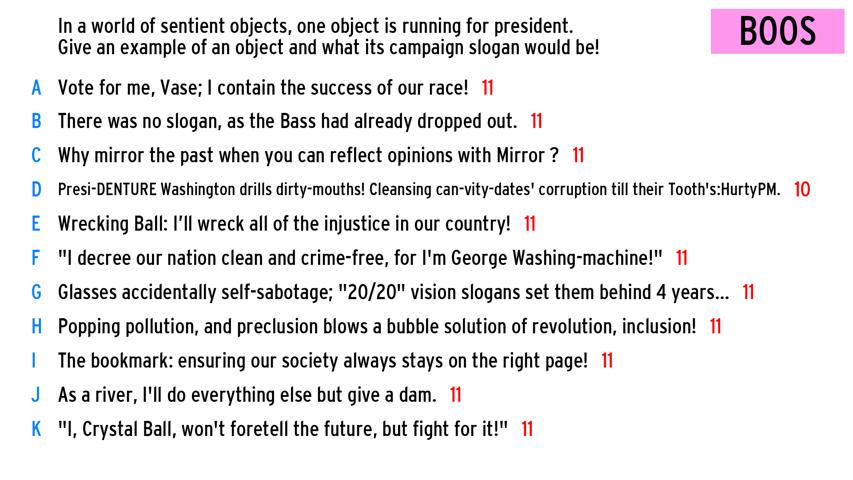 In a world of sentient objects, one object is running for president.
Give an example of an object and what its campaign slogan would be!
BOOS
A Vote for me, Vase; I contain the success of our race! 11
B There was no slogan, as the Bass had already dropped out. 11
C Why mirror the past when you can reflect opinions with Mirror ? 11
D Presi-DENTURE Washington drills dirty-mouths! Cleansing can-vity-dates' corruption till their Tooth's:HurtyPM. 10
E Wrecking Ball: I'll wreck all of the injustice in our country! 11
F "I decree our nation clean and crime-free, for I'm George Washing-machine!" 11
G Glasses accidentally self-sabotage; "20/20" vision slogans set them behind 4 years... 11
H Popping pollution, and preclusion blows a bubble solution of revolution, inclusion! 11
I The bookmark: ensuring our society always stays on the right page! 11
J As a river, I'll do everything else but give a dam. 11
K "I, Crystal Ball, won't foretell the future, but fight for it!" 11